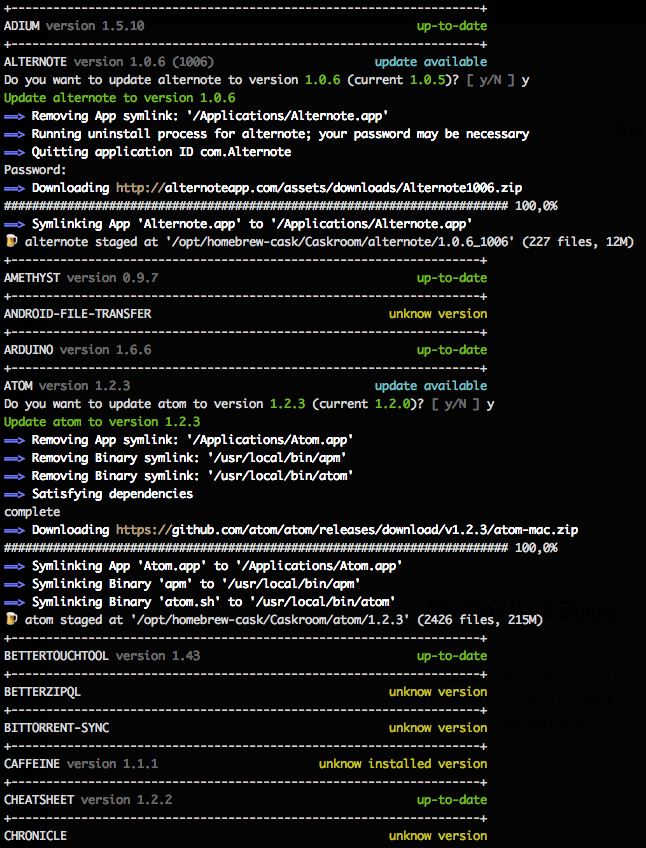 +-------------------------------------------------------------------+
ADIUM version 1.5.10 up-to-date
+-------------------------------------------------------------------+
ALTERNOTE version 1.0.6 (1006) update available
Do you want to update alternote to version 1.0.6 (current 1.0.5)? [ y/N ] y
Update alternote to version 1.0.6
==> Removing App symlink: '/Applications/Alternote.app'
==> Running uninstall process for alternote; your password may be necessary
==> Quitting application ID com.Alternote
Password:
==> Downloading http://alternoteapp.com/assets/downloads/Alternote1006.zip
######################################################################## 100,0%
==> Symlinking App 'Alternote.app' to '/Applications/Alternote.app'
🍺 alternote staged at '/opt/homebrew-cask/Caskroom/alternote/1.0.6_1006' (227 files, 12M)
+-------------------------------------------------------------------+
AMETHYST version 0.9.7 up-to-date
+-------------------------------------------------------------------+
ANDROID-FILE-TRANSFER unknow version
+-------------------------------------------------------------------+
ARDUINO version 1.6.6 up-to-date
+-------------------------------------------------------------------+
ATOM version 1.2.3 update available
Do you want to update atom to version 1.2.3 (current 1.2.0)? [ y/N ] y
Update atom to version 1.2.3
==> Removing App symlink: '/Applications/Atom.app'
==> Removing Binary symlink: '/usr/local/bin/apm'
==> Removing Binary symlink: '/usr/local/bin/atom'
==> Satisfying dependencies
complete
==> Downloading https://github.com/atom/atom/releases/download/v1.2.3/atom-mac.zip
######################################################################## 100,0%
==> Symlinking App 'Atom.app' to '/Applications/Atom.app'
==> Symlinking Binary 'apm' to '/usr/local/bin/apm'
==> Symlinking Binary 'atom.sh' to '/usr/local/bin/atom'
🍺 atom staged at '/opt/homebrew-cask/Caskroom/atom/1.2.3' (2426 files, 215M)
+-------------------------------------------------------------------+
BETTERTOUCHTOOL version 1.43 up-to-date
+-------------------------------------------------------------------+
BETTERZIPQL unknow version
+-------------------------------------------------------------------+
BITTORRENT-SYNC unknow version
+-------------------------------------------------------------------+
CAFFEINE version 1.1.1 unknow installed version
+-------------------------------------------------------------------+
CHEATSHEET version 1.2.2 up-to-date
+-------------------------------------------------------------------+
CHRONICLE unknow version